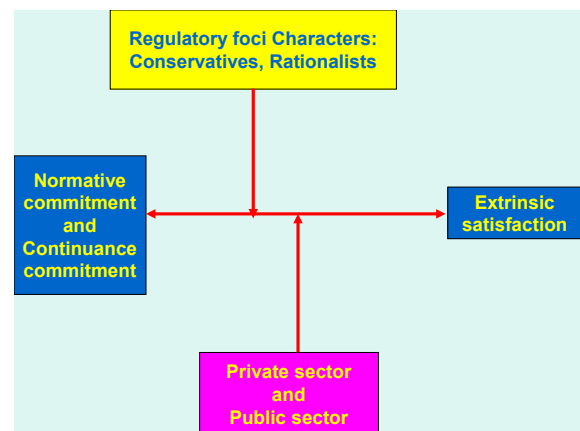 Regulatory foci Characters:
Conservatives, Rationalists
Normative
commitment
and
Continuance
commitment
Extrinsic
satisfaction
Private sector
and
Public sector